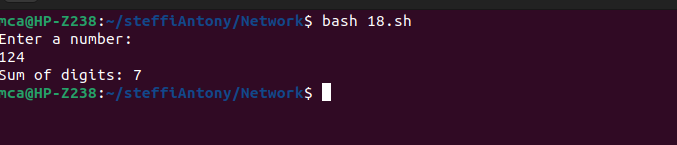 mca@HP-Z238:~/steffiAntony/Network$ bash 18.sh
Enter a number:
124
Sum of digits: 7
mca@HP-Z238:~/steffiAntony/Network$